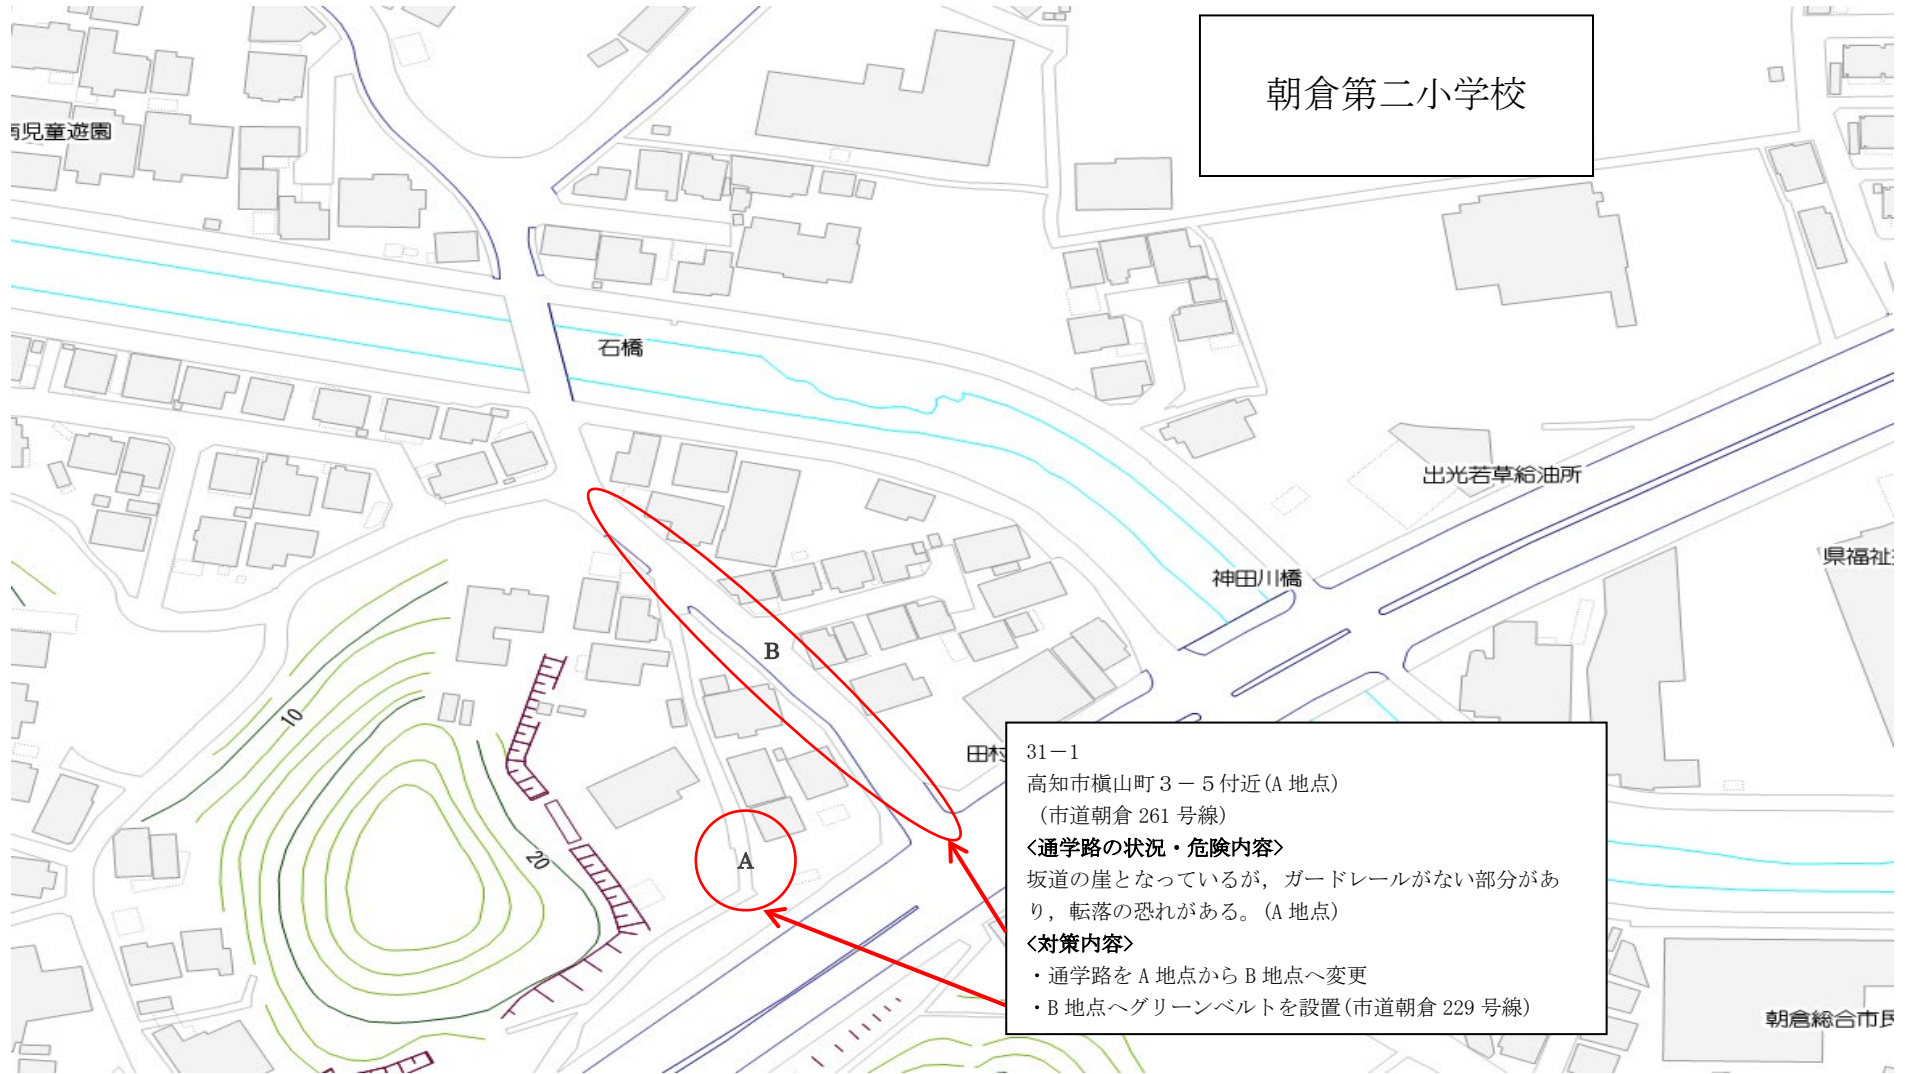 朝倉第二小学校
児童遊園
石橋
出光若草給油所
県福祉
神田川橋
B
田村
10
20
A
31－1
高知市槇山町３－５付近(A 地点)
（市道朝倉 261 号線）
<通学路の状況・危険内容>
坂道の崖となっているが，ガードレールがない部分があ
り，転落の恐れがある。(A 地点)
<対策内容>
・通学路を A 地点から B 地点へ変更
・B 地点へグリーンベルトを設置(市道朝倉 229 号線)
朝倉総合市民